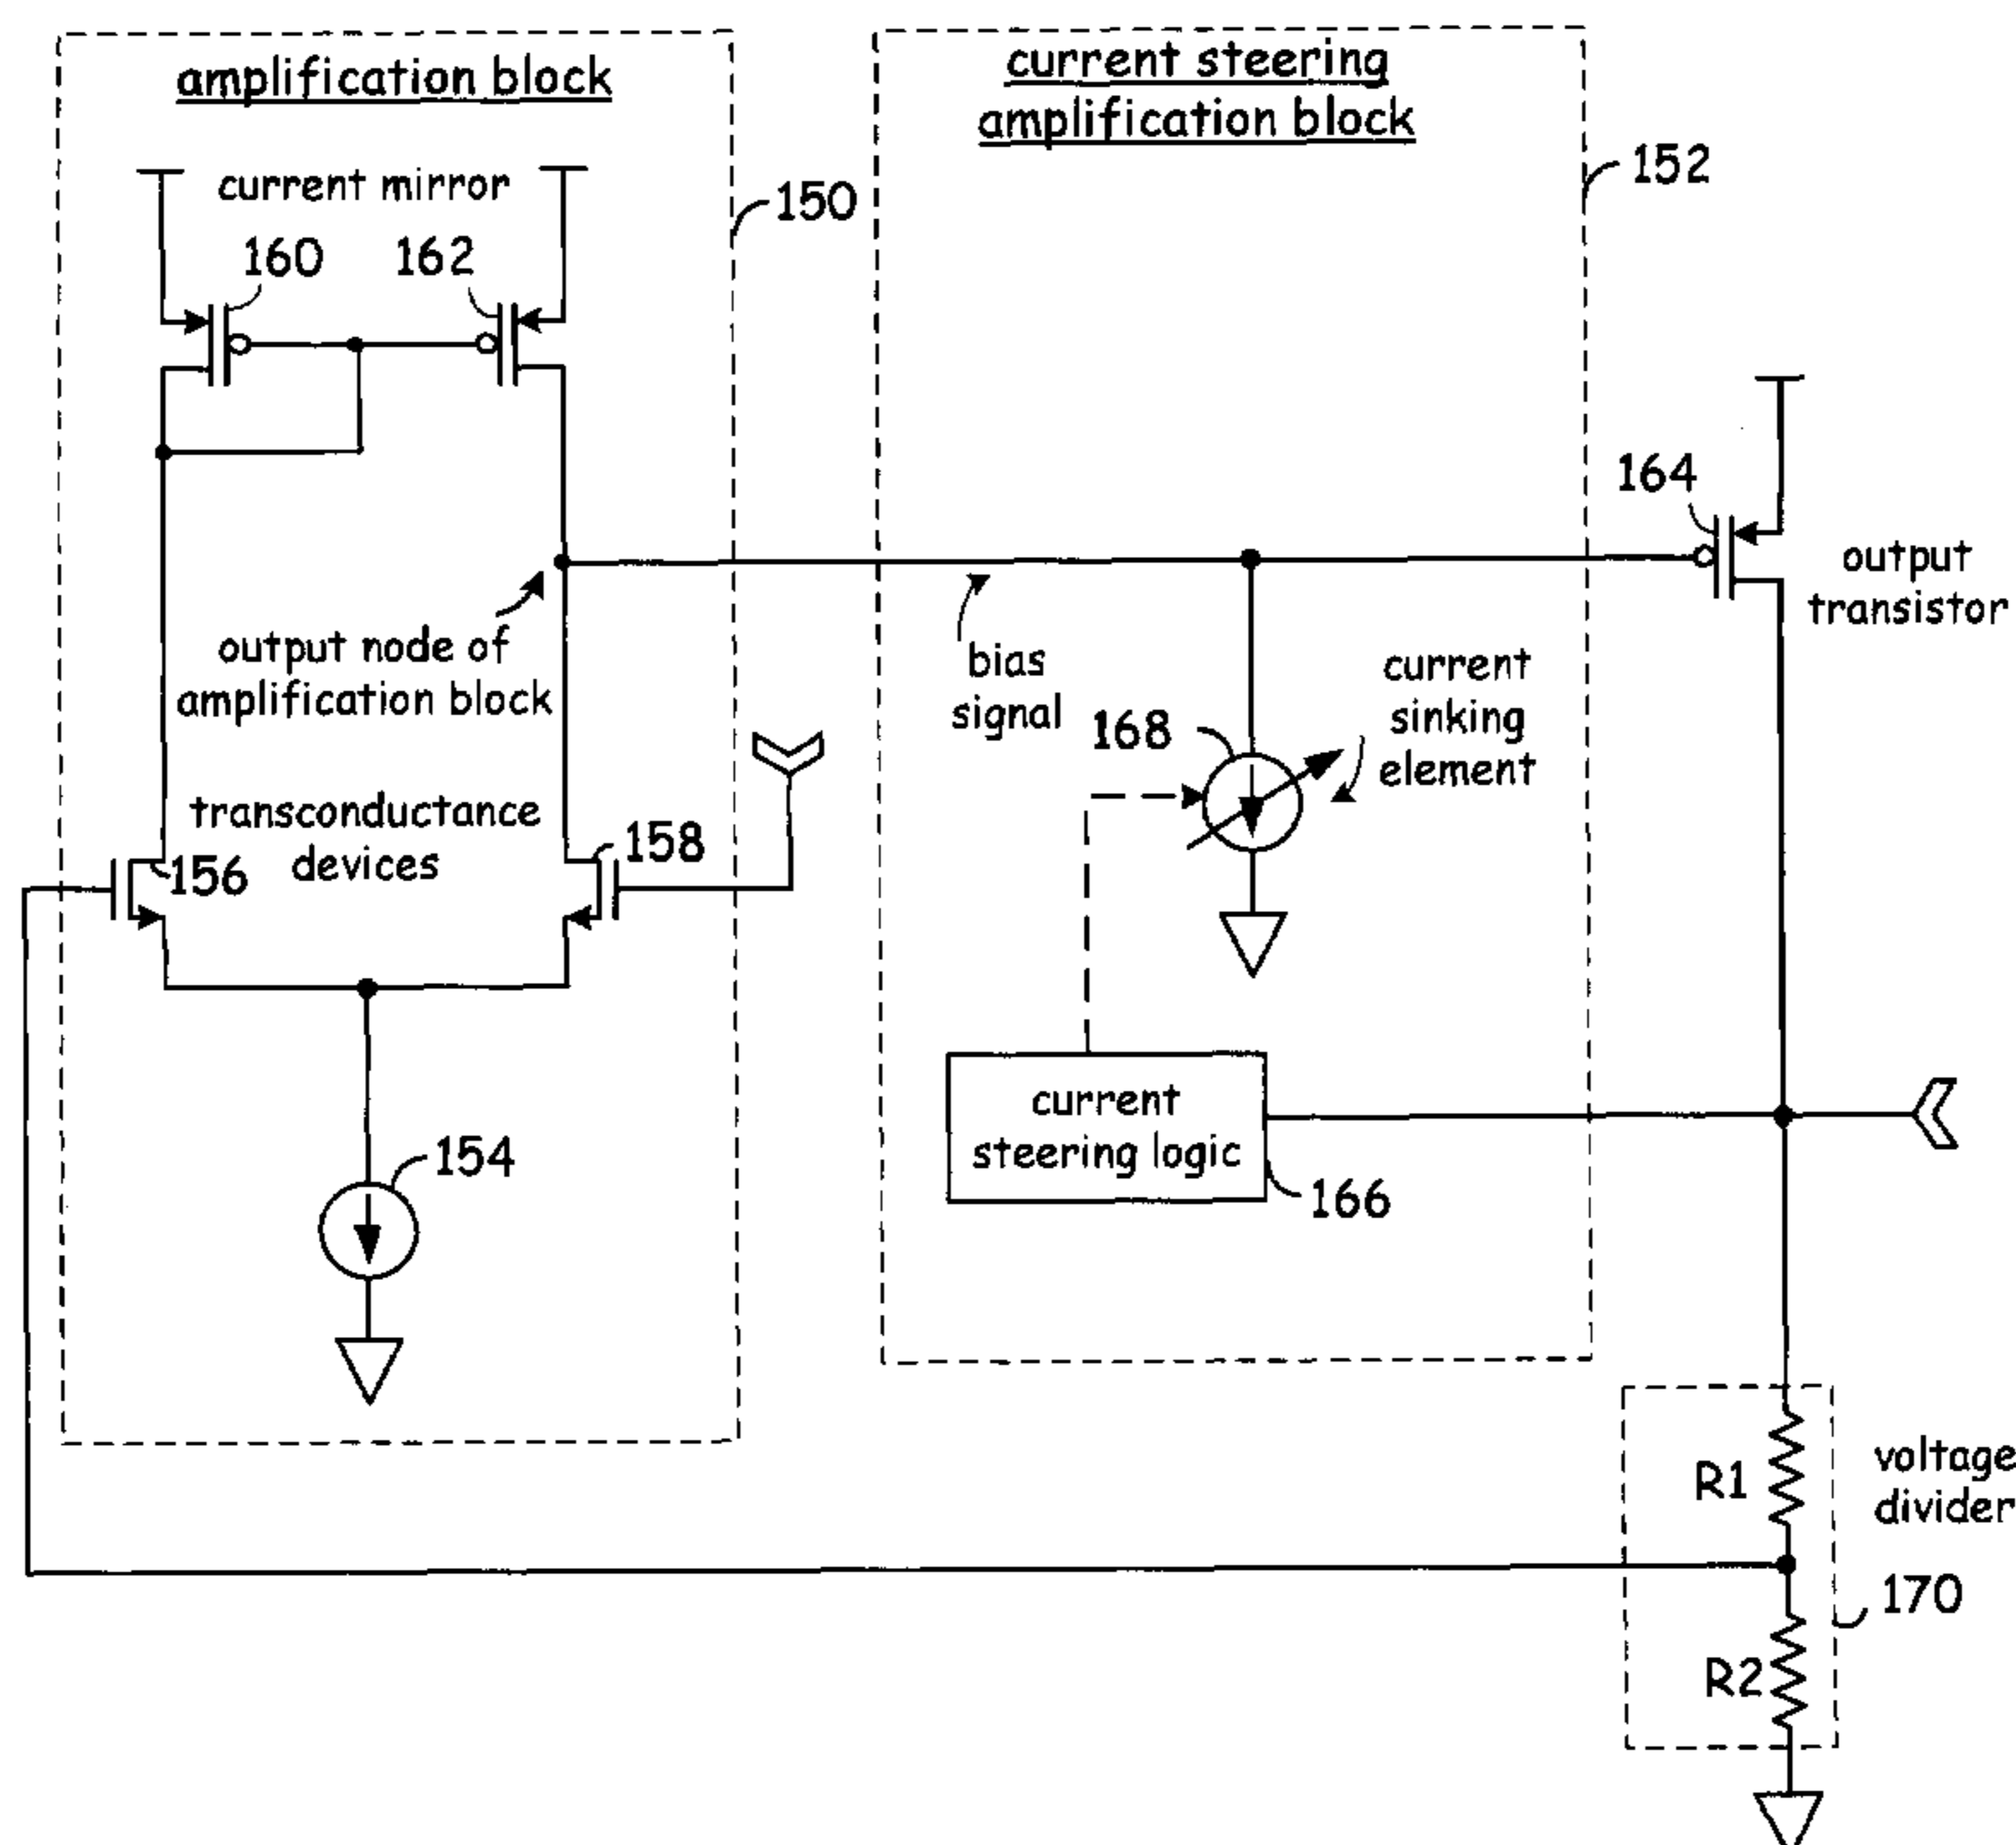 amplification block
current steering
amplification block
152
current mirror
150
160
162
164
output
transistor
output node of
amplification block
bias
signal
current
sinking
element
168
transconductance
devices
156
158
current
steering logic
154
166
R1
voltage
divider
170
R2